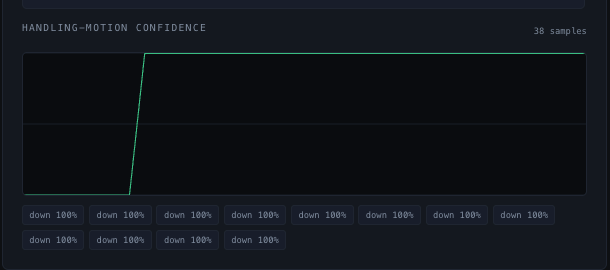 HANDLING-MOTION CONFIDENCE
38 samples
down 100% down 100% down 100% down 100% down 100% down 100% down 100% down 100%
down 100% down 100% down 100% down 100%